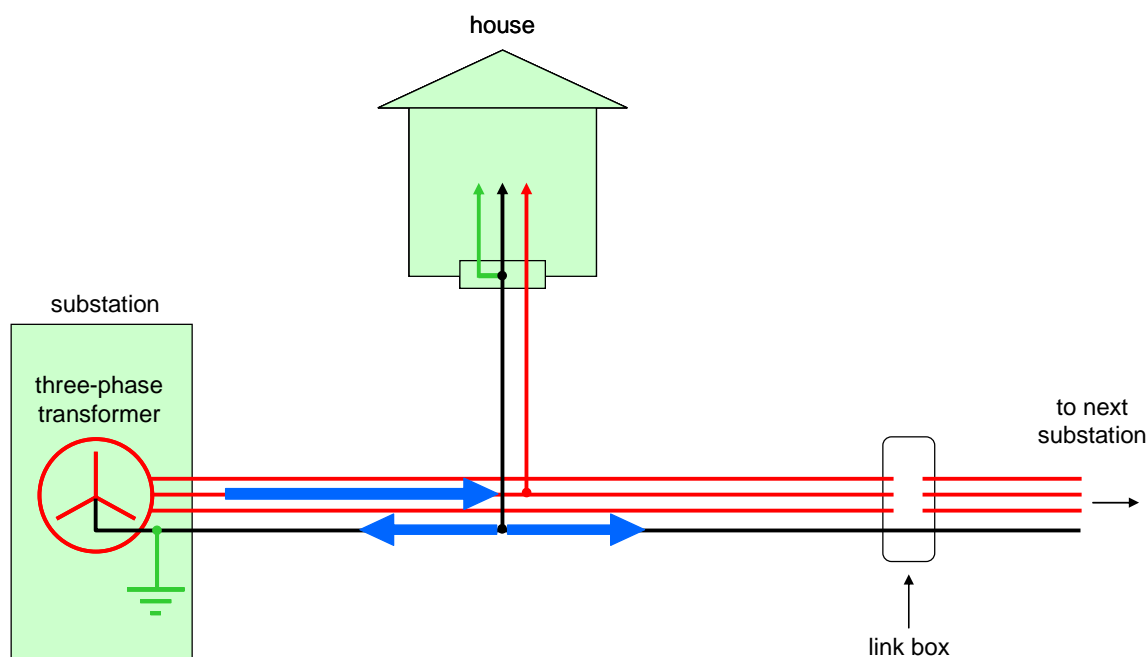 house
substation
three-phase
transformer
to next
substation
link box